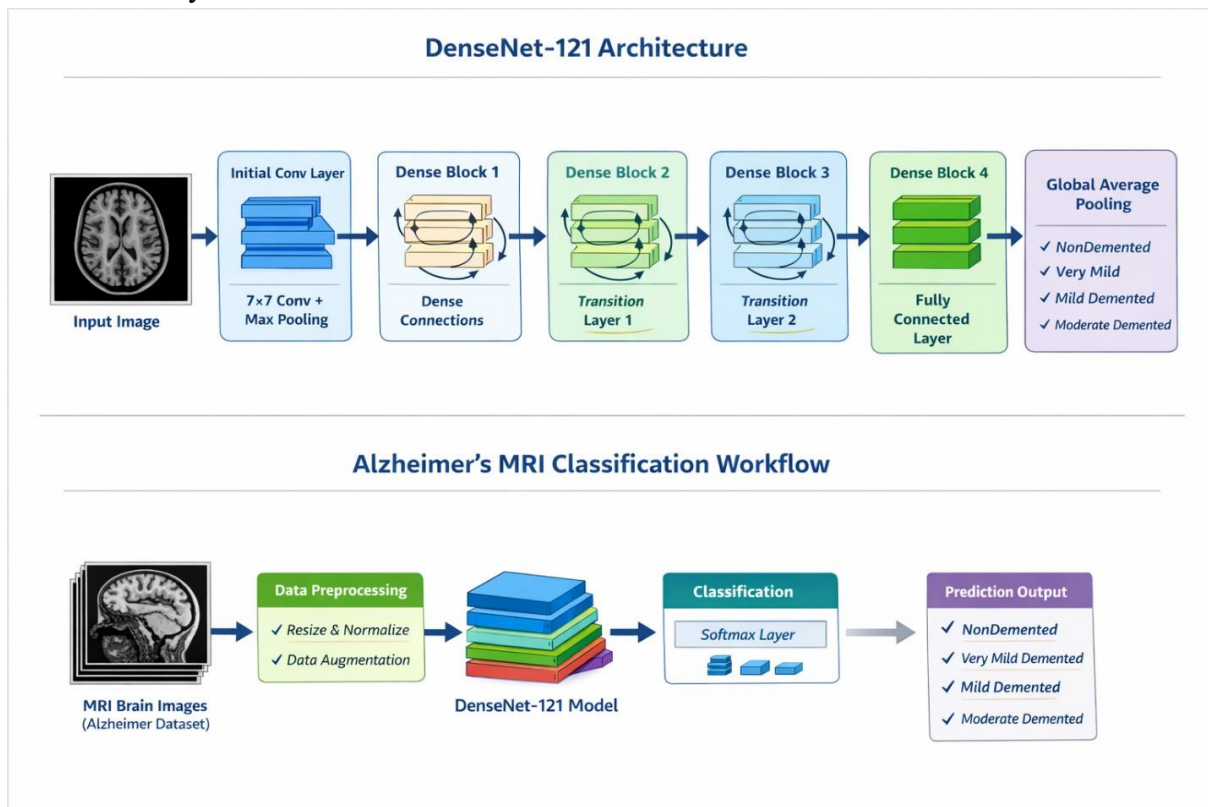 DenseNet-121 Architecture
Input Image
Initial Conv Layer
7×7 Conv +
Max Pooling
Dense Block 1
Dense
Connections
Dense Block 2
Transition
Layer 1
Dense Block 3
Transition
Layer 2
Dense Block 4
Fully
Connected
Layer
Global Average
Pooling
✓ NonDemented
✓ Very Mild
✓ Mild Demented
✓ Moderate Demented
Alzheimer's MRI Classification Workflow
MRI Brain Images
(Alzheimer Dataset)
Data Preprocessing
✓ Resize & Normalize
✓ Data Augmentation
DenseNet-121 Model
Classification
Softmax Layer
Prediction Output
✓ NonDemented
✓ Very Mild Demented
✓ Mild Demented
✓ Moderate Demented